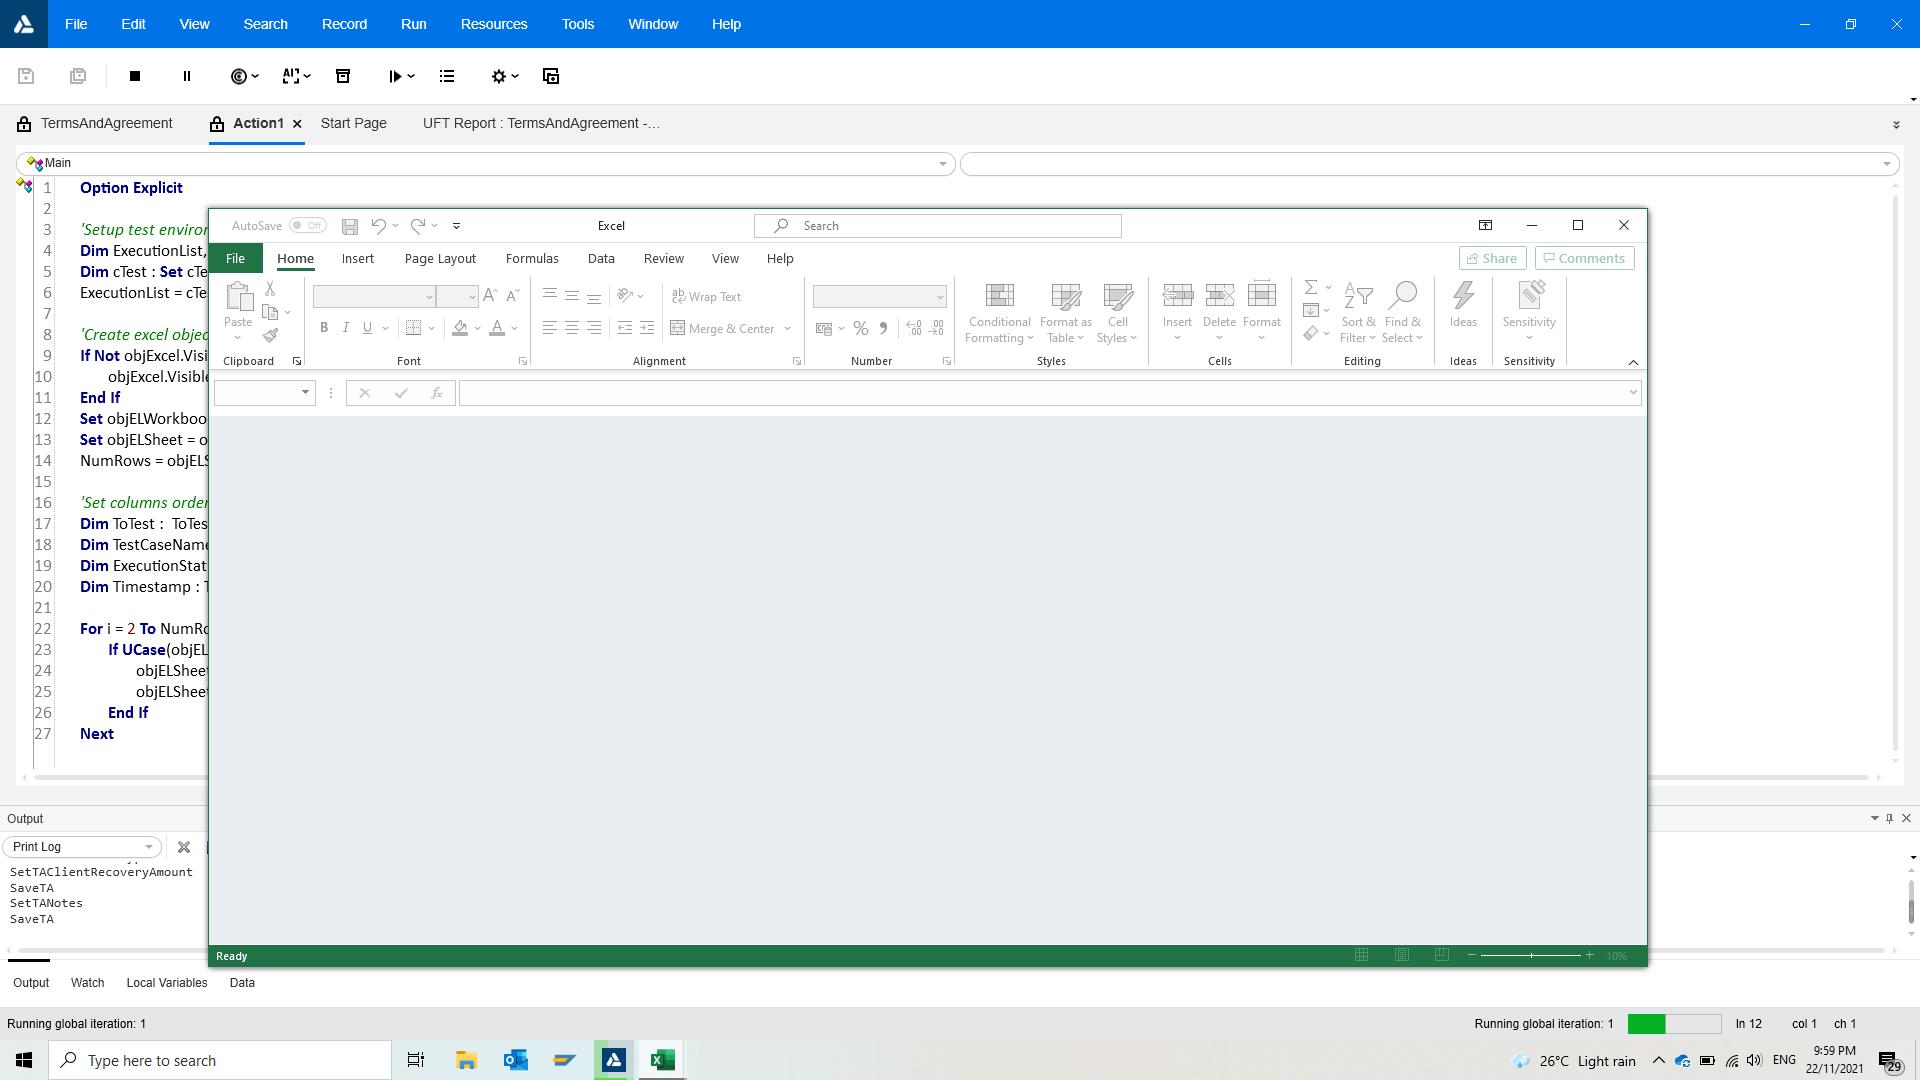 File Edit View Search Record Run Resources Tools Window Help
TermsAndAgreement Action1 Start Page UFT Report : TermsAndAgreement -...
Main
1 Option Explicit
2
3 'Setup test enviro
4 Dim ExecutionList,
5 Dim cTest : Set cTe
6 ExecutionList = cTe
7
8 'Create excel objec
9 If Not objExcel.Visi
10 objExcel.Visible
11 End If
12 Set objELWorkboo
13 Set objELSheet = o
14 NumRows = objELS
15
16 'Set columns order
17 Dim ToTest : ToTes
18 Dim TestCaseName
19 Dim ExecutionStat
20 Dim Timestamp : T
21
22 For i = 2 To NumRo
23 If UCase(objEL
24 objELSheet
25 objELSheet
26 End If
27 Next
AutoSave Off Excel Search
File Home Insert Page Layout Formulas Data Review View Help Share Comments
Paste
B I U
ab Wrap Text
Merge & Center
Conditional Formatting
Format as Table
Cell Styles
Insert Delete Format
Sort & Filter
Find & Select
Ideas
Sensitivity
Clipboard Font Alignment Number Styles Cells Editing Ideas Sensitivity
fx
Ready 10%
Output
Print Log
SetTAClientRecoveryAmount
SaveTA
SetTANotes
SaveTA
Output Watch Local Variables Data
Running global iteration: 1 Running global iteration: 1 ln 12 col 1 ch 1
Type here to search 26°C Light rain ENG 9:59 PM
22/11/2021 29